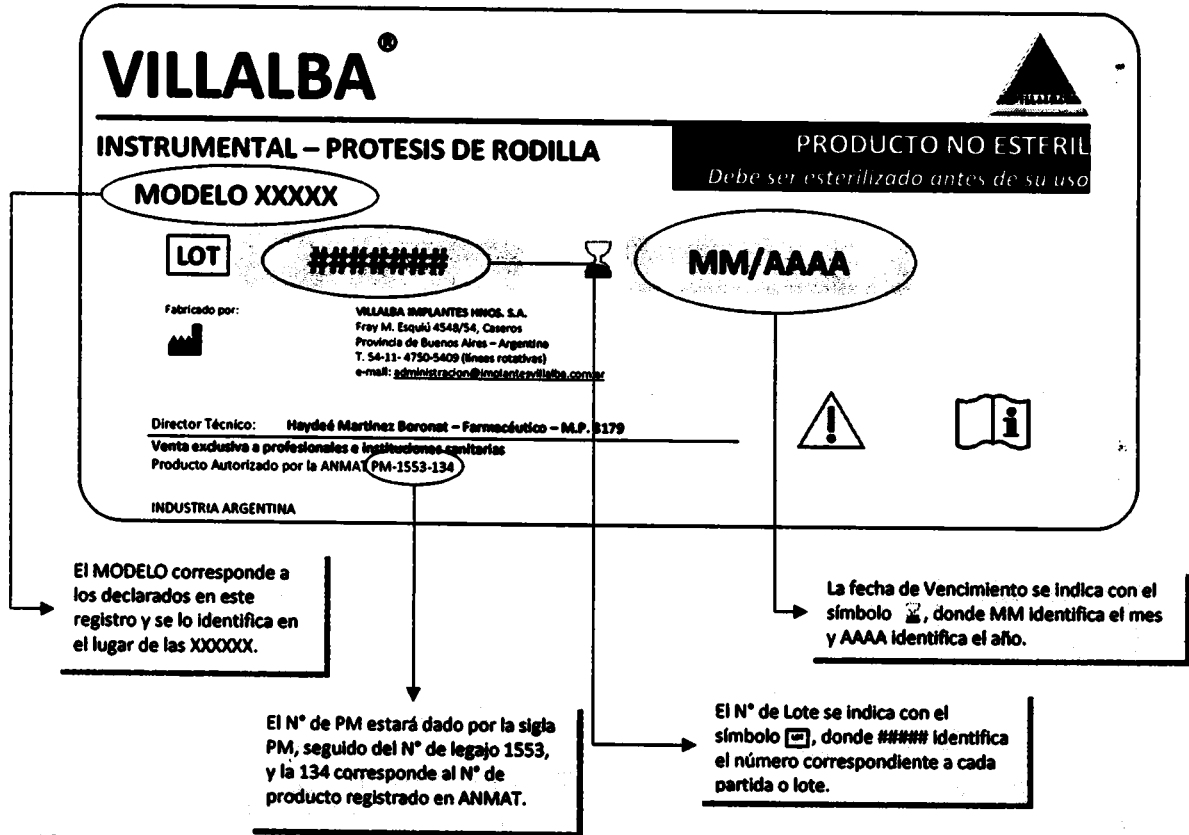 VILLALBA®
INSTRUMENTAL – PROTESIS DE RODILLA
PRODUCTO NO ESTERIL
Debe ser esterilizado antes de su uso
MODELO XXXXX
LOT
########
MM/AAAA
Fabricado por:
VILLALBA IMPLANTES HNOS. S.A.
Fray M. Esquiú 4548/54, Caseros
Provincia de Buenos Aires – Argentina
T. 54-11- 4750-5409 (líneas rotativas)
e-mail: administracion@implantesvillalba.com.ar
Director Técnico: Haydeé Martínez Boronat – Farmacéutico – M.P. 8179
Venta exclusiva a profesionales e instituciones sanitarias
Producto Autorizado por la ANMAT PM-1553-134
INDUSTRIA ARGENTINA
El MODELO corresponde a
los declarados en este
registro y se lo identifica en
el lugar de las XXXXXX.
La fecha de Vencimiento se indica con el
símbolo , donde MM identifica el mes
y AAAA identifica el año.
El N° de PM estará dado por la sigla
PM, seguido del N° de legajo 1553,
y la 134 corresponde al N° de
producto registrado en ANMAT.
El N° de Lote se indica con el
símbolo , donde ##### identifica
el número correspondiente a cada
partida o lote.